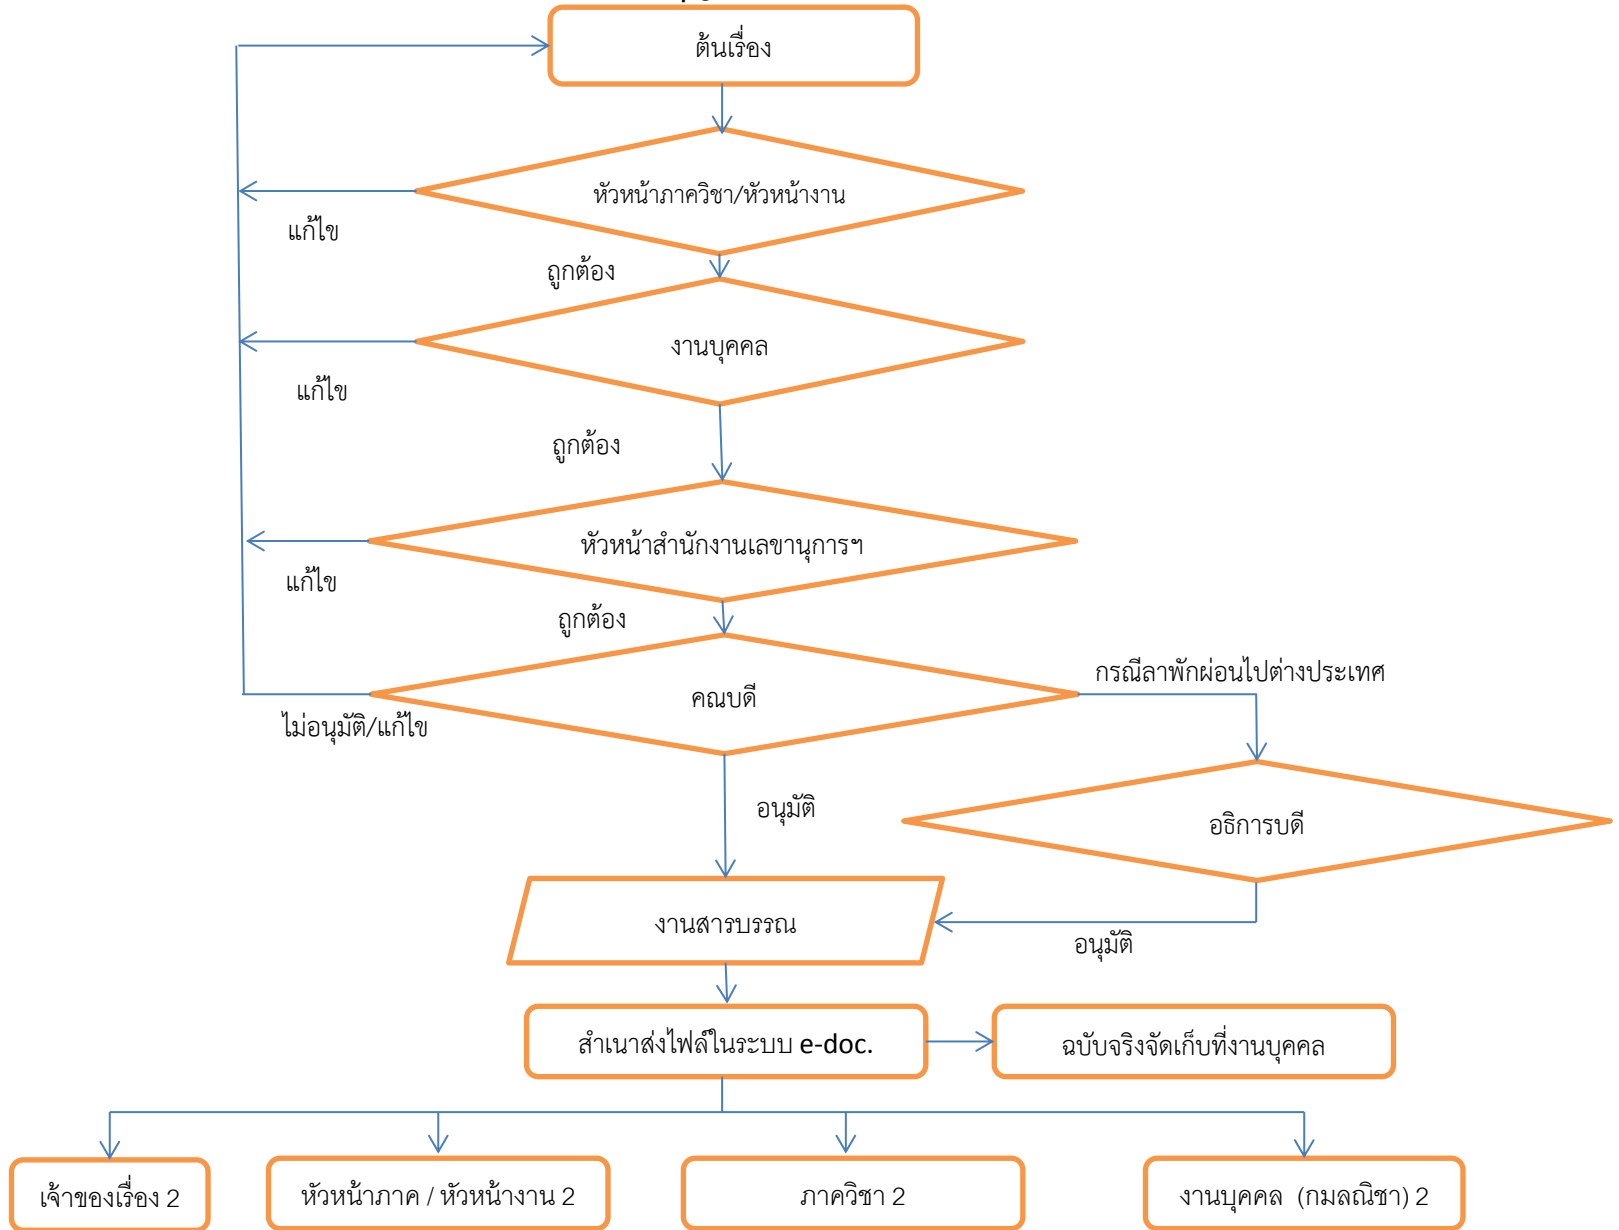 ต้นเรื่อง
หัวหน้าภาควิชา/หัวหน้างาน
แก้ไข
ถูกต้อง
งานบุคคล
แก้ไข
ถูกต้อง
หัวหน้าสำนักงานเลขานุการฯ
แก้ไข
ถูกต้อง
กรณีลาพักผ่อนไปต่างประเทศ
คณบดี
ไม่อนุมัติ/แก้ไข
อนุมัติ
อธิการบดี
งานสารบรรณ
อนุมัติ
สำเนาส่งไฟล์ในระบบ e-doc.
ฉบับจริงจัดเก็บที่งานบุคคล
เจ้าของเรื่อง 2
หัวหน้าภาค / หัวหน้างาน 2
ภาควิชา 2
งานบุคคล (กมลณิชา) 2